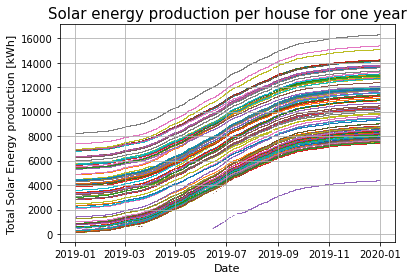 Solar energy production per house for one year
Total Solar Energy production [kWh]
16000
14000
12000
10000
8000
6000
4000
2000
0
2019-01 2019-03 2019-05 2019-07 2019-09 2019-11 2020-01
Date